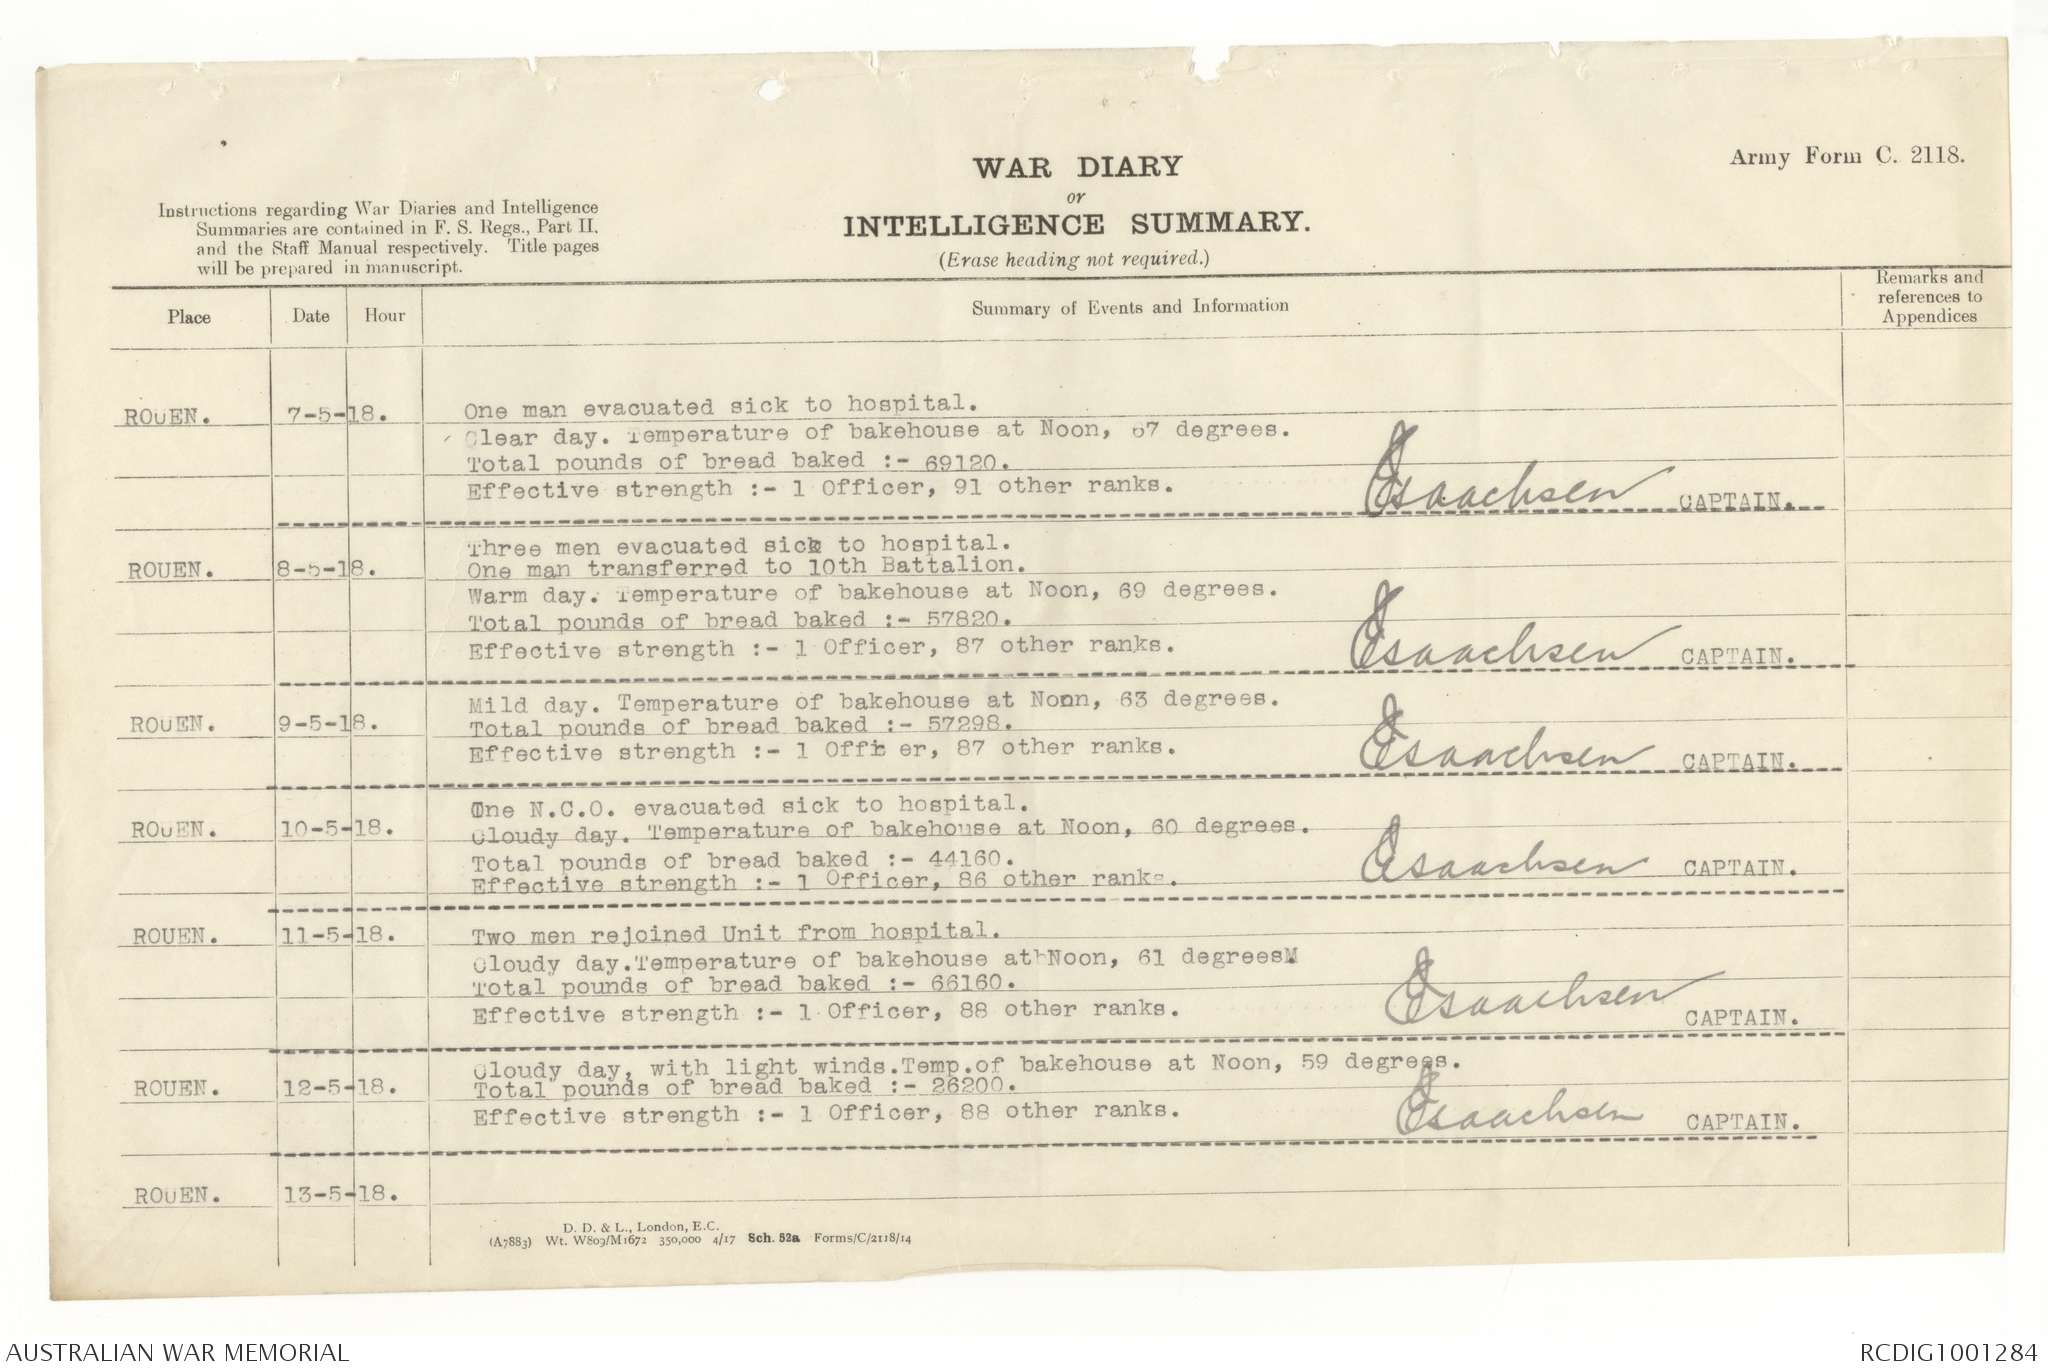 Army Form C. 2118.
WAR DIARY
or
INTELLIGENCE SUMMARY.
(Erase heading not required.)
Instructions regarding War Diaries and Intelligence
Summaries are contained in F. S. Regs., Part II.
and the Staff Manual respectively. Title pages
will be prepared in manuscript.
Place Date Hour Summary of Events and Information Remarks and references to Appendices
ROUEN. 7-5-18. One man evacuated sick to hospital.
Clear day. Temperature of bakehouse at Noon, 67 degrees.
Total pounds of bread baked :- 69120.
Effective strength :- 1 Officer, 91 other ranks. Isaachsen CAPTAIN.
Three men evacuated sick to hospital.
ROUEN. 8-5-18. One man transferred to 10th Battalion.
Warm day. Temperature of bakehouse at Noon, 69 degrees.
Total pounds of bread baked :- 57820.
Effective strength :- 1 Officer, 87 other ranks. Isaachsen CAPTAIN.
Mild day. Temperature of bakehouse at Noon, 63 degrees.
ROUEN. 9-5-18. Total pounds of bread baked :- 57298.
Effective strength :- 1 Offic er, 87 other ranks. Isaachsen CAPTAIN.
One N.C.O. evacuated sick to hospital.
ROUEN. 10-5-18. Cloudy day. Temperature of bakehouse at Noon, 60 degrees.
Total pounds of bread baked :- 44160.
Effective strength :- 1 Officer, 86 other ranks. Isaachsen CAPTAIN.
ROUEN. 11-5-18. Two men rejoined Unit from hospital.
Cloudy day.Temperature of bakehouse at Noon, 61 degrees.
Total pounds of bread baked :- 66160.
Effective strength :- 1 Officer, 88 other ranks. Isaachsen CAPTAIN.
Cloudy day, with light winds.Temp.of bakehouse at Noon, 59 degrees.
ROUEN. 12-5-18. Total pounds of bread baked :- 26200.
Effective strength :- 1 Officer, 88 other ranks. Isaachsen CAPTAIN.
ROUEN. 13-5-18.
D. D. & L., London, E.C.
(A7883) Wt. W809/M1672 350,000 4/17 Sch. 52a Forms/C/2118/14
AUSTRALIAN WAR MEMORIAL RCDIG1001284